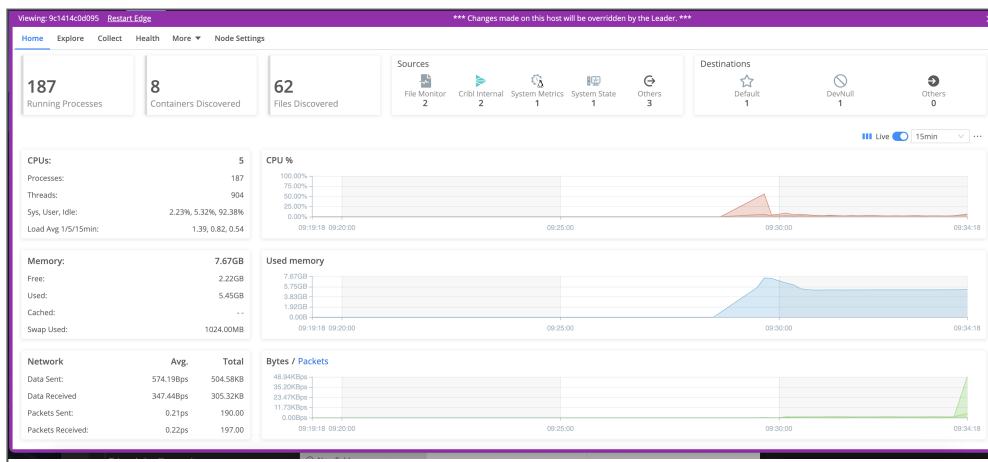 Viewing: 9c1414c0d095 Restart Edge *** Changes made on this host will be overridden by the Leader. ***
Home Explore Collect Health More Node Settings
187
Running Processes
8
Containers Discovered
62
Files Discovered
Sources
File Monitor
2
Cribl Internal
2
System Metrics
1
System State
1
Others
3
Destinations
Default
1
DevNull
1
Others
0
Live 15min
CPUs: 5
Processes: 187
Threads: 904
Sys, User, Idle: 2.23%, 5.32%, 92.38%
Load Avg 1/5/15min: 1.39, 0.82, 0.54
CPU %
100.00%
75.00%
50.00%
25.00%
0.00%
09:19:18 09:20:00 09:25:00 09:30:00 09:34:18
Memory: 7.67GB
Free: 2.22GB
Used: 5.45GB
Cached: - -
Swap Used: 1024.00MB
Used memory
7.67GB
5.75GB
3.83GB
1.92GB
0.00B
09:19:18 09:20:00 09:25:00 09:30:00 09:34:18
Network Avg. Total
Data Sent: 574.19Bps 504.58KB
Data Received 347.44Bps 305.32KB
Packets Sent: 0.21ps 190.00
Packets Received: 0.22ps 197.00
Bytes / Packets
46.94KBps
35.20KBps
23.47KBps
11.73KBps
0.00Bps
09:19:18 09:20:00 09:25:00 09:30:00 09:34:18